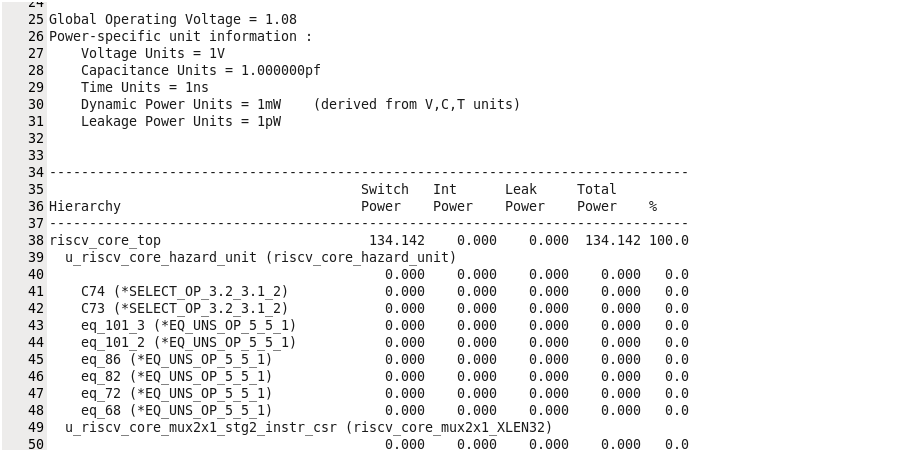 24
25 Global Operating Voltage = 1.08
26 Power-specific unit information :
27     Voltage Units = 1V
28     Capacitance Units = 1.000000pf
29     Time Units = 1ns
30     Dynamic Power Units = 1mW    (derived from V,C,T units)
31     Leakage Power Units = 1pW
32
33
34 --------------------------------------------------------------------------------
35                                        Switch   Int      Leak     Total
36 Hierarchy                              Power    Power    Power    Power    %
37 --------------------------------------------------------------------------------
38 riscv_core_top                          134.142    0.000    0.000  134.142 100.0
39   u_riscv_core_hazard_unit (riscv_core_hazard_unit)
40                                           0.000    0.000    0.000    0.000   0.0
41     C74 (*SELECT_OP_3.2_3.1_2)            0.000    0.000    0.000    0.000   0.0
42     C73 (*SELECT_OP_3.2_3.1_2)            0.000    0.000    0.000    0.000   0.0
43     eq_101_3 (*EQ_UNS_OP_5_5_1)           0.000    0.000    0.000    0.000   0.0
44     eq_101_2 (*EQ_UNS_OP_5_5_1)           0.000    0.000    0.000    0.000   0.0
45     eq_86 (*EQ_UNS_OP_5_5_1)              0.000    0.000    0.000    0.000   0.0
46     eq_82 (*EQ_UNS_OP_5_5_1)              0.000    0.000    0.000    0.000   0.0
47     eq_72 (*EQ_UNS_OP_5_5_1)              0.000    0.000    0.000    0.000   0.0
48     eq_68 (*EQ_UNS_OP_5_5_1)              0.000    0.000    0.000    0.000   0.0
49   u_riscv_core_mux2x1_stg2_instr_csr (riscv_core_mux2x1_XLEN32)
50                                           0.000    0.000    0.000    0.000   0.0